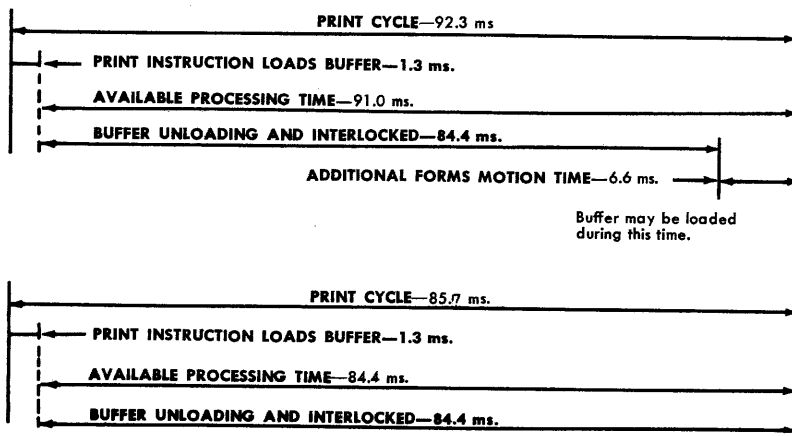 PRINT CYCLE—92.3 ms
PRINT INSTRUCTION LOADS BUFFER—1.3 ms.
AVAILABLE PROCESSING TIME—91.0 ms.
BUFFER UNLOADING AND INTERLOCKED—84.4 ms.
ADDITIONAL FORMS MOTION TIME—6.6 ms.
Buffer may be loaded
during this time.
PRINT CYCLE—85.7 ms.
PRINT INSTRUCTION LOADS BUFFER—1.3 ms.
AVAILABLE PROCESSING TIME—84.4 ms.
BUFFER UNLOADING AND INTERLOCKED—84.4 ms.